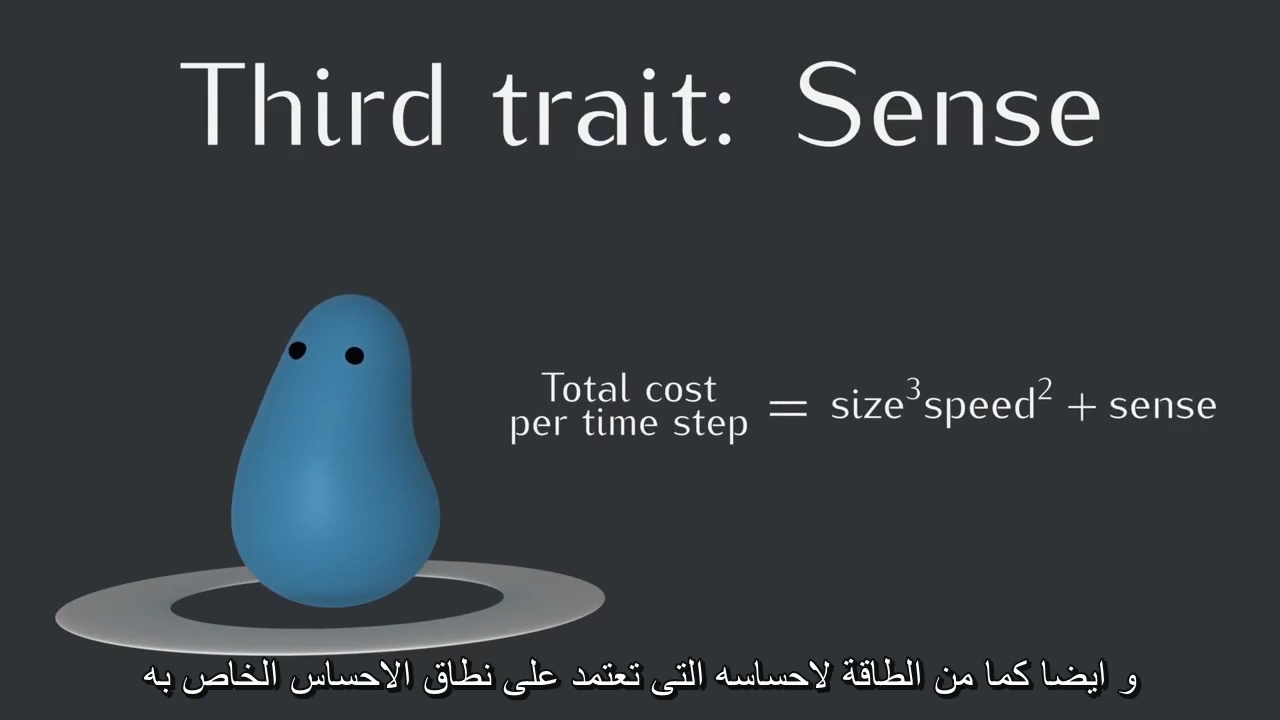 Third trait: Sense
Total cost
per time step = size³speed² + sense
و ايضا كما من الطاقة لاحساسه التى تعتمد على نطاق الاحساس الخاص به